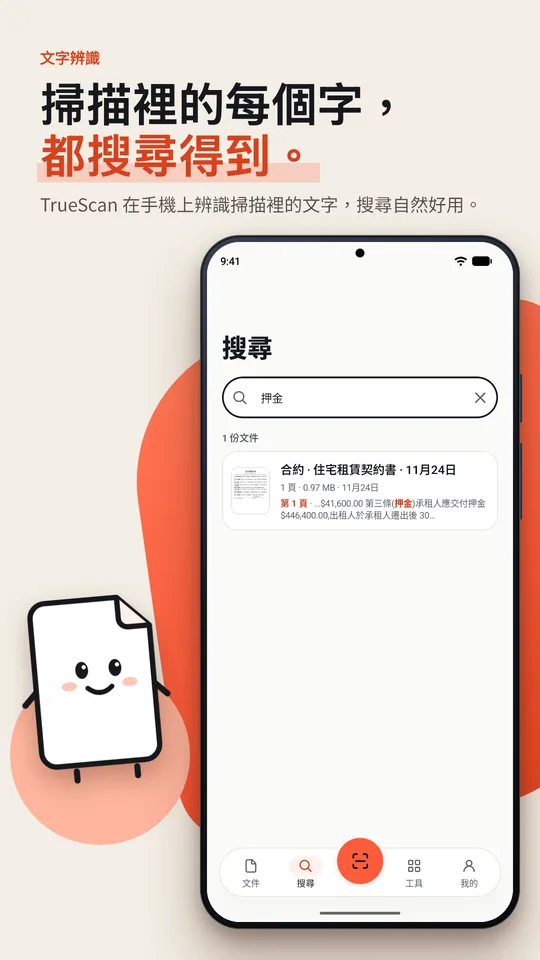 文字辨識
掃描裡的每個字，
都搜尋得到。
TrueScan 在手機上辨識掃描裡的文字，搜尋自然好用。
9:41
搜尋
押金
1 份文件
合約 · 住宅租賃契約書 · 11月24日
1 頁 · 0.97 MB · 11月24日
第 1 頁 · …$41,600.00 第三條(押金)承租人應交付押金
$446,400.00,出租人於承租人遷出後 30…
文件
搜尋
工具
我的